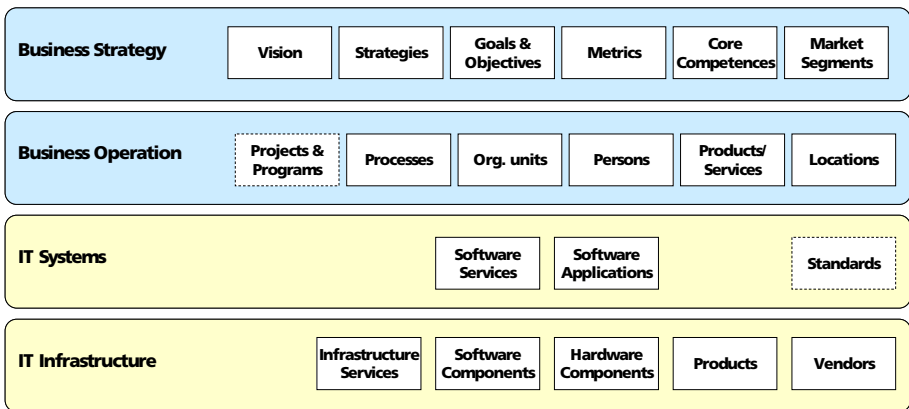 Business Strategy
Vision
Strategies
Goals &
Objectives
Metrics
Core
Competences
Market
Segments
Business Operation
Projects &
Programs
Processes
Org. units
Persons
Products/
Services
Locations
IT Systems
Software
Services
Software
Applications
Standards
IT Infrastructure
Infrastructure
Services
Software
Components
Hardware
Components
Products
Vendors